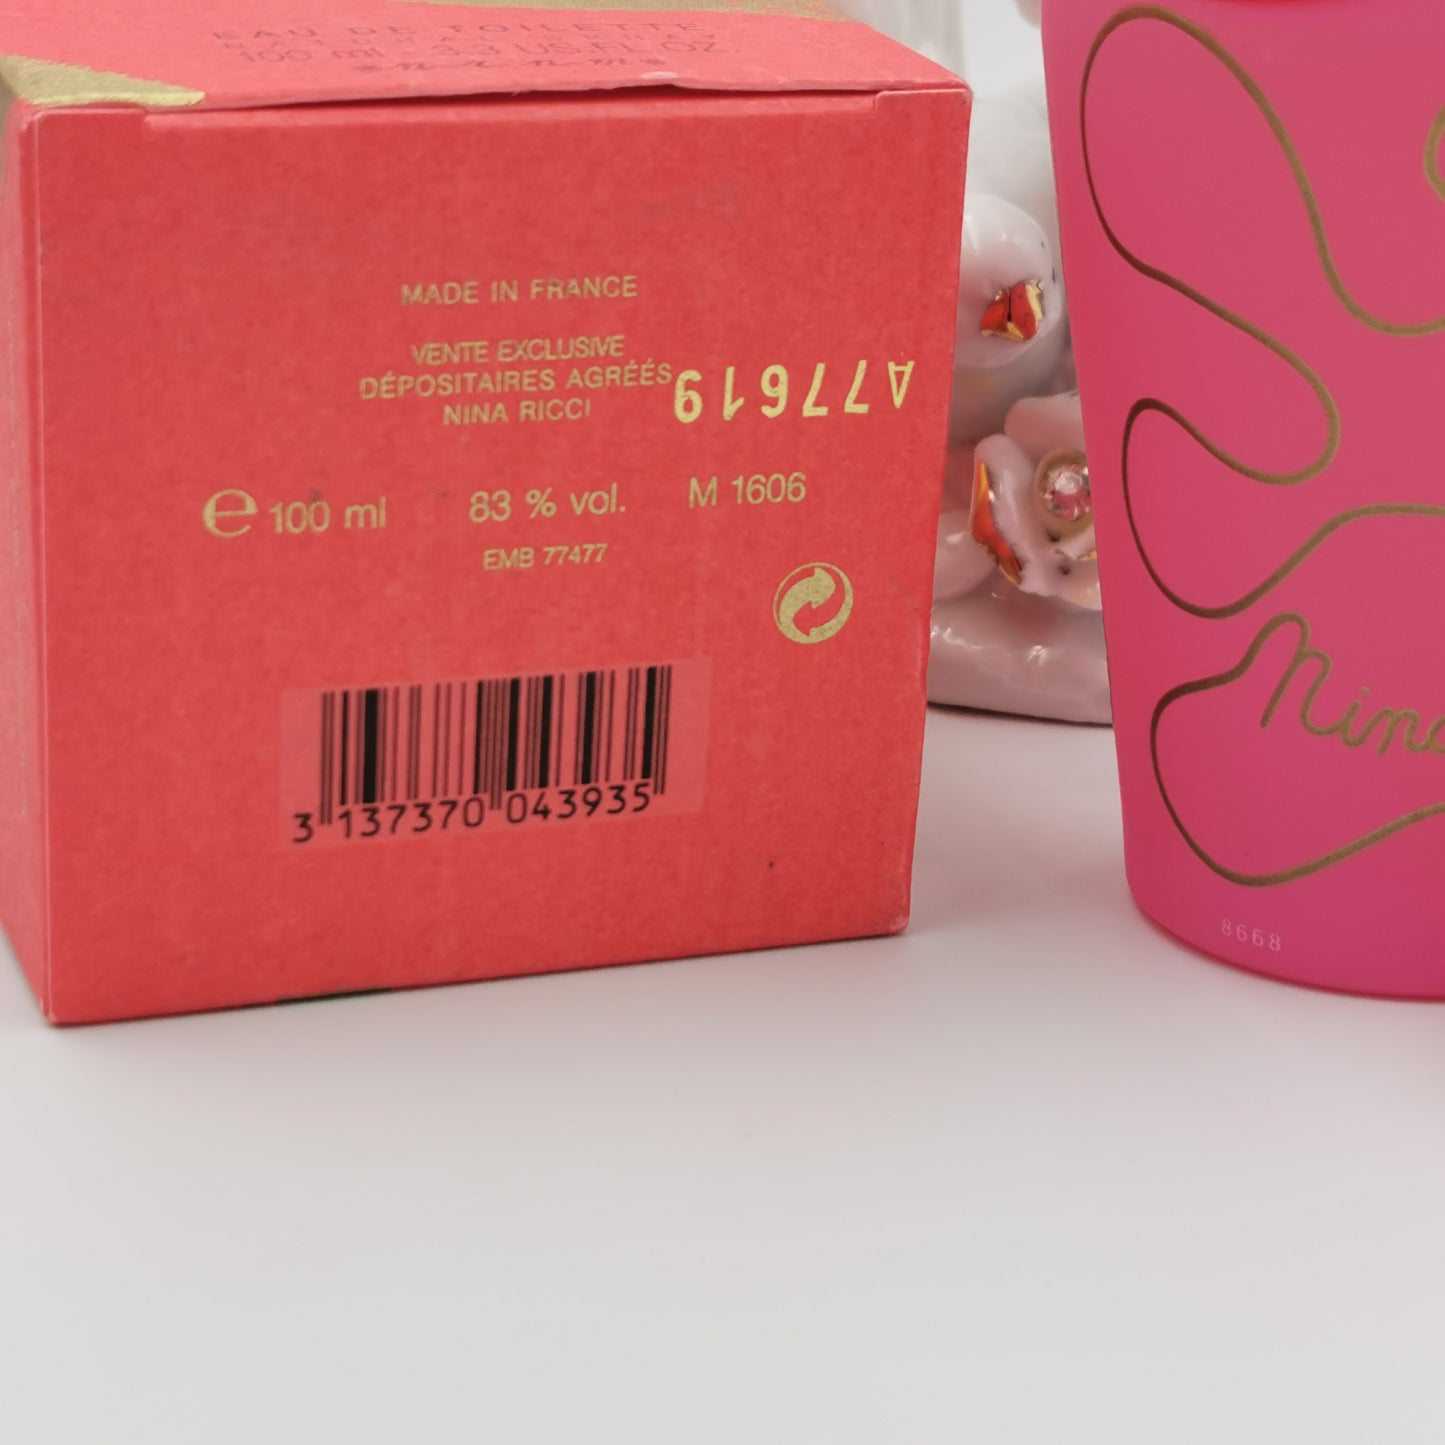 EAU DE TOILETTE
100 ml - 3.3 US.FL.OZ.
MADE IN FRANCE
VENTE EXCLUSIVE
DÉPOSITAIRES AGRÉÉS
NINA RICCI
A77619
e 100 ml 83 % vol. M 1606
EMB 77477
3 137370 043935
Nina
8668